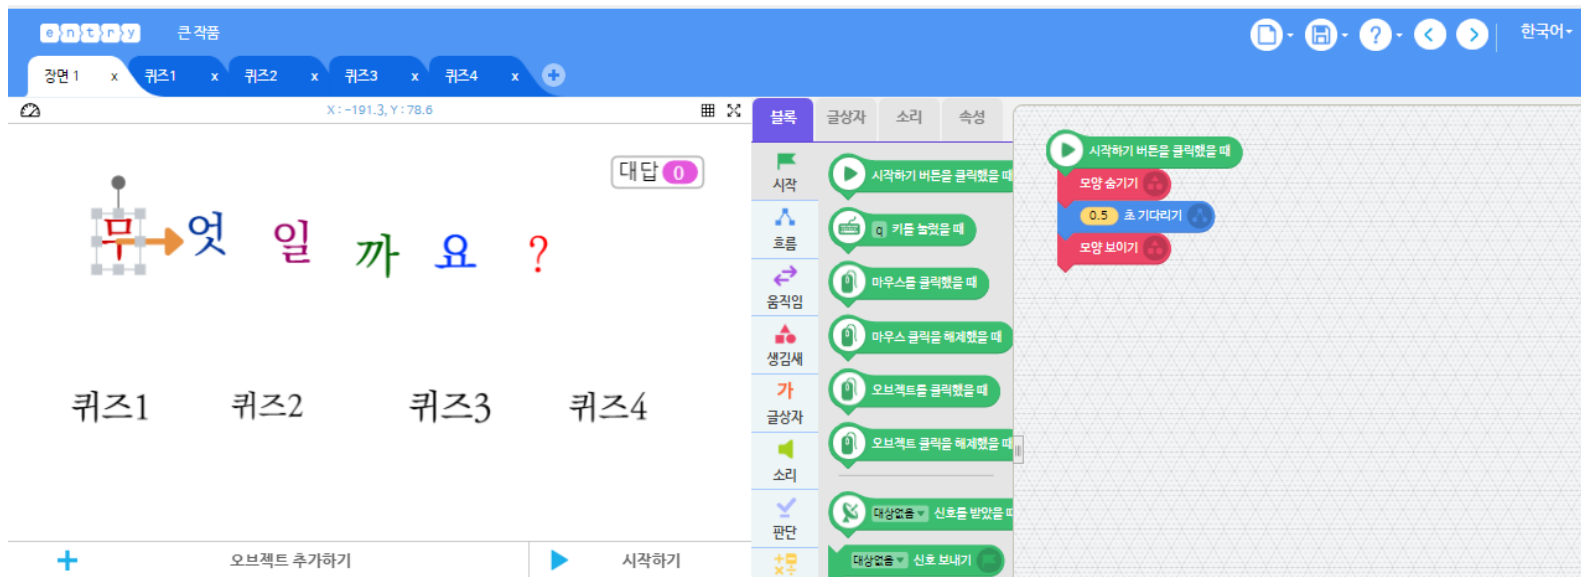 entry 큰 작품 한국어
장면 1 x 퀴즈1 x 퀴즈2 x 퀴즈3 x 퀴즈4 x
X : -191.3, Y : 78.6
대답 0
무엇일까요?
퀴즈1 퀴즈2 퀴즈3 퀴즈4
오브젝트 추가하기 시작하기
블록 글상자 소리 속성
시작
흐름
움직임
생김새
가
글상자
소리
판단
시작하기 버튼을 클릭했을 때
q 키를 눌렀을 때
마우스를 클릭했을 때
마우스 클릭을 해제했을 때
오브젝트를 클릭했을 때
오브젝트 클릭을 해제했을 때
대상없음 신호를 받았을 때
대상없음 신호 보내기
시작하기 버튼을 클릭했을 때
모양 숨기기
0.5 초 기다리기
모양 보이기